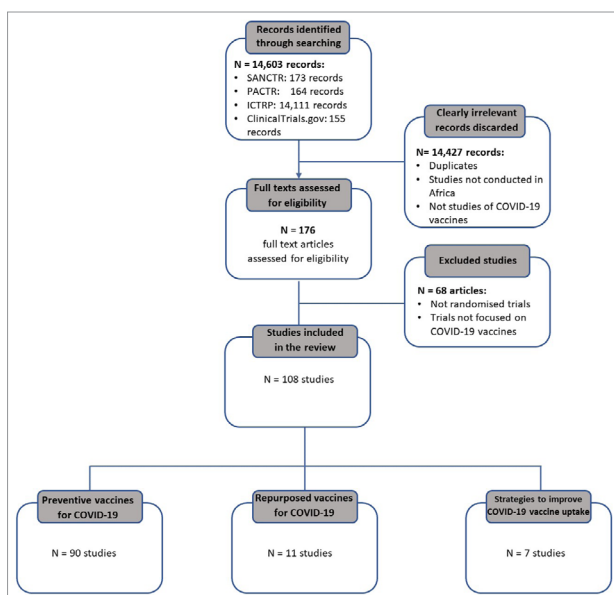 Records identified
through searching
N = 14,603 records:
• SANCTR: 173 records
• PACTR: 164 records
• ICTRP: 14,111 records
• ClinicalTrials.gov: 155
records
Clearly irrelevant
records discarded
N= 14,427 records:
• Duplicates
• Studies not conducted in
Africa
• Not studies of COVID-19
vaccines
Full texts assessed
for eligibility
N = 176
full text articles
assessed for eligibility
Excluded studies
N = 68 articles:
• Not randomised trials
• Trials not focused on
COVID-19 vaccines
Studies included
in the review
N = 108 studies
Preventive vaccines
for COVID-19
N = 90 studies
Repurposed vaccines
for COVID-19
N = 11 studies
Strategies to improve
COVID-19 vaccine uptake
N = 7 studies